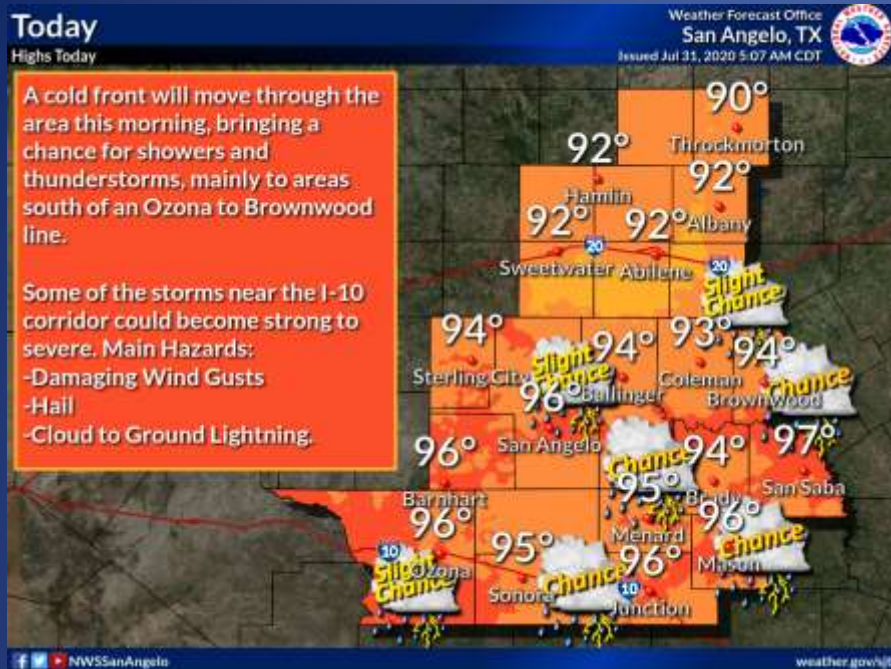 Today
Highs Today
Weather Forecast Office
San Angelo, TX
Issued Jul 31, 2020 5:07 AM CDT
A cold front will move through the
area this morning, bringing a
chance for showers and
thunderstorms, mainly to areas
south of an Ozona to Brownwood
line.
Some of the storms near the I-10
corridor could become strong to
severe. Main Hazards:
-Damaging Wind Gusts
-Hail
-Cloud to Ground Lightning.
90°
Throckmorton
92°
Hamlin
92°
Albany
92°
Sweetwater
92°
Abilene
20
20
Slight
Chance
94°
Sterling City
Slight
Chance
94°
Ballinger
93°
Coleman
94°
Brownwood
Chance
96°
San Angelo
96°
Barnhart
Chance
95°
Menard
94°
Brady
97°
San Saba
96°
Mason
Chance
96°
Ozona
10
Slight
Chance
95°
Sonora
Chance
96°
Junction
10
NWSSanAngelo